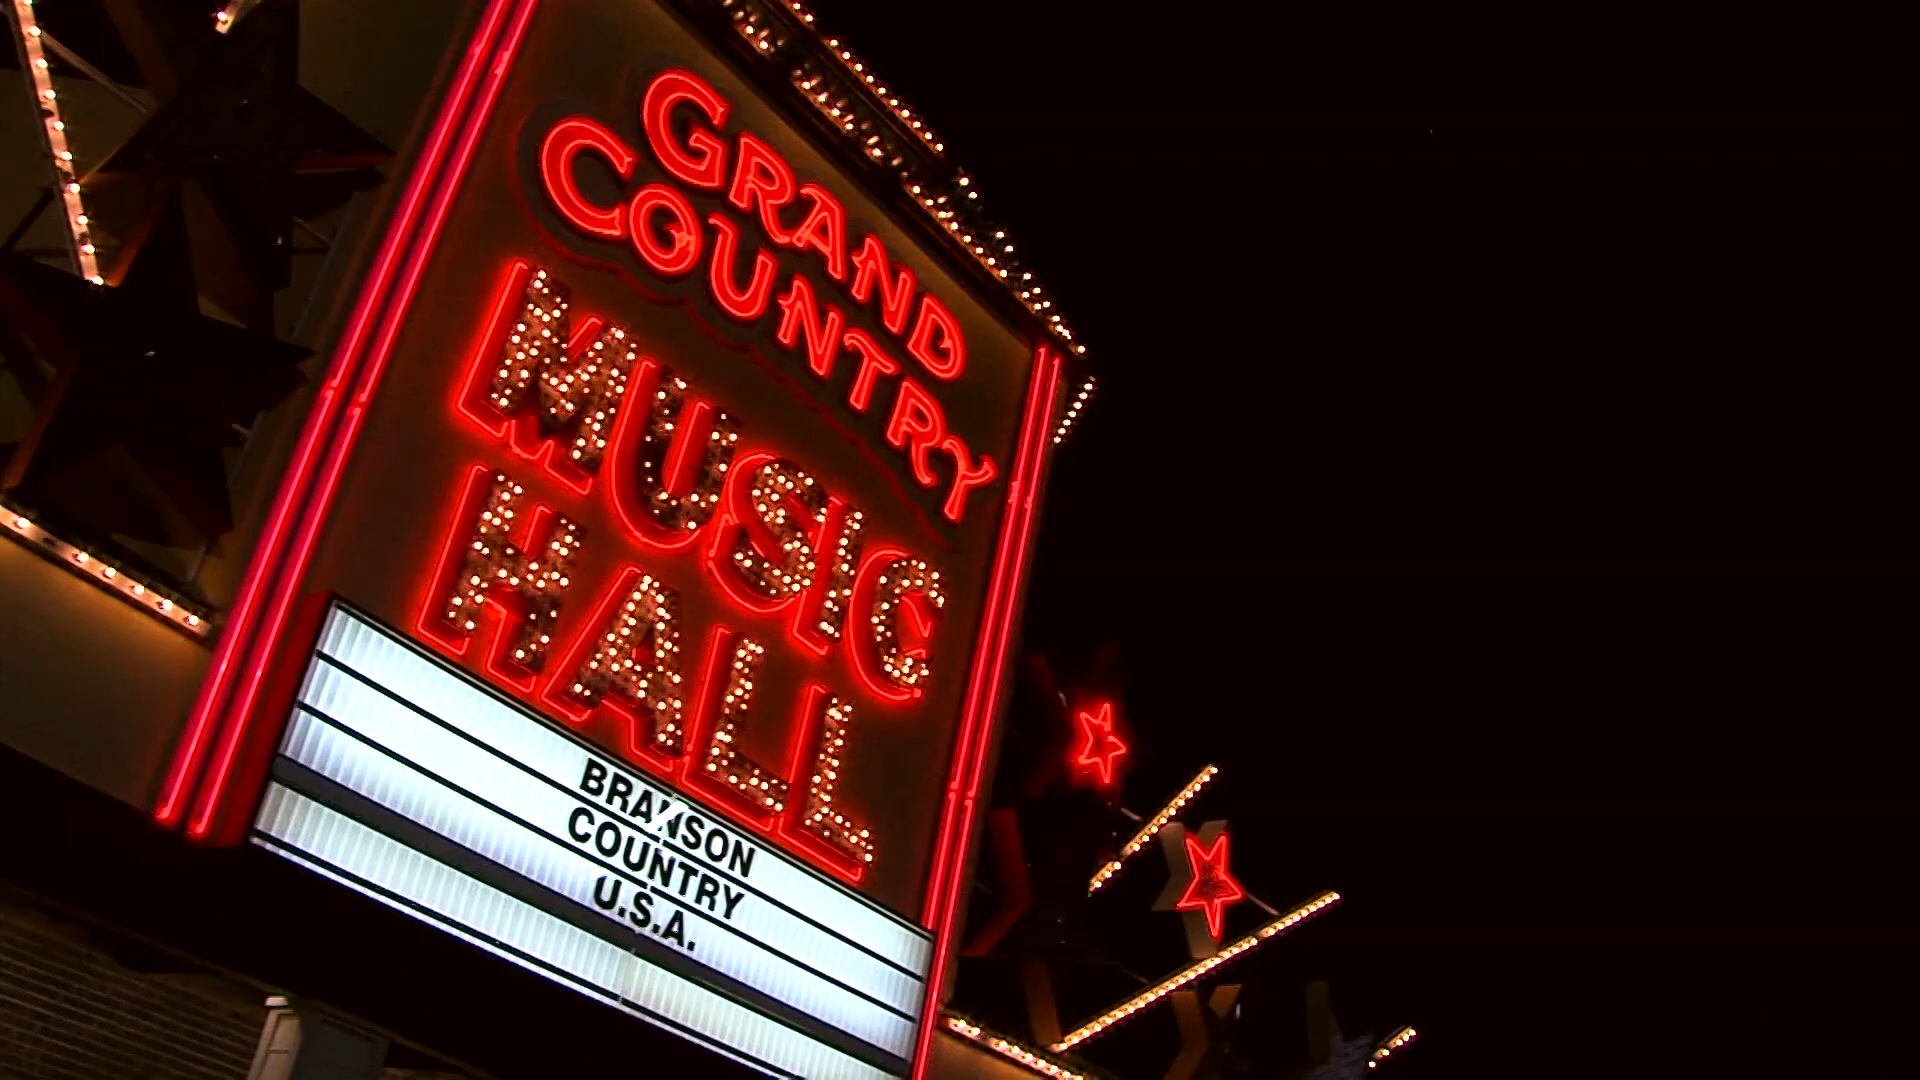 GRAND
COUNTRY
MUSIC
HALL
BRANSON
COUNTRY
U.S.A.